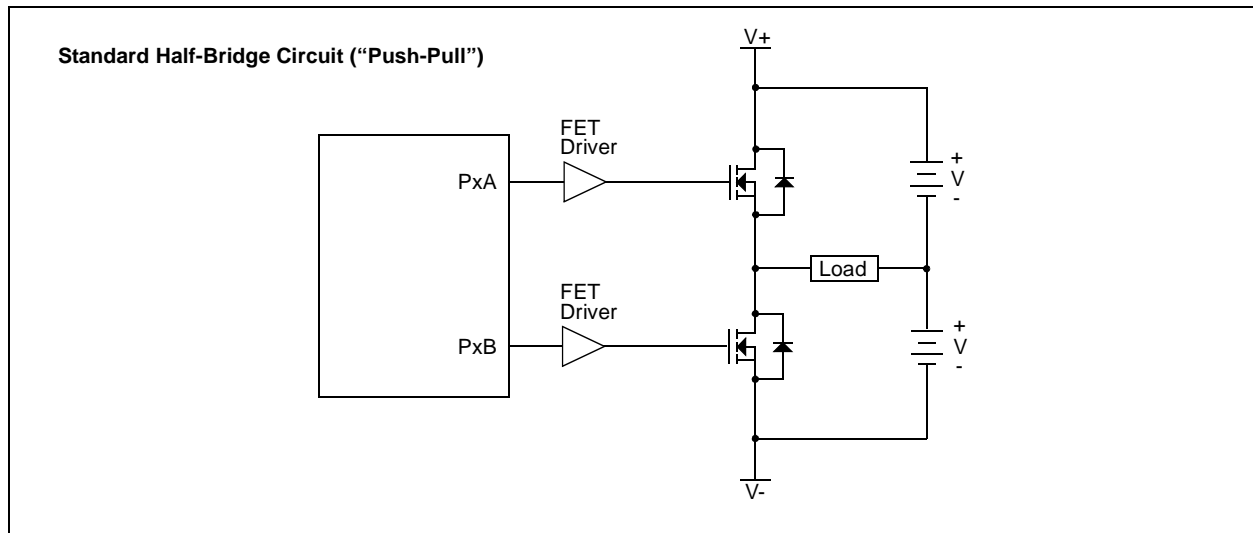 Standard Half-Bridge Circuit (“Push-Pull”)
V+
FET
Driver
PxA
+
V
-
Load
FET
Driver
PxB
+
V
-
V-